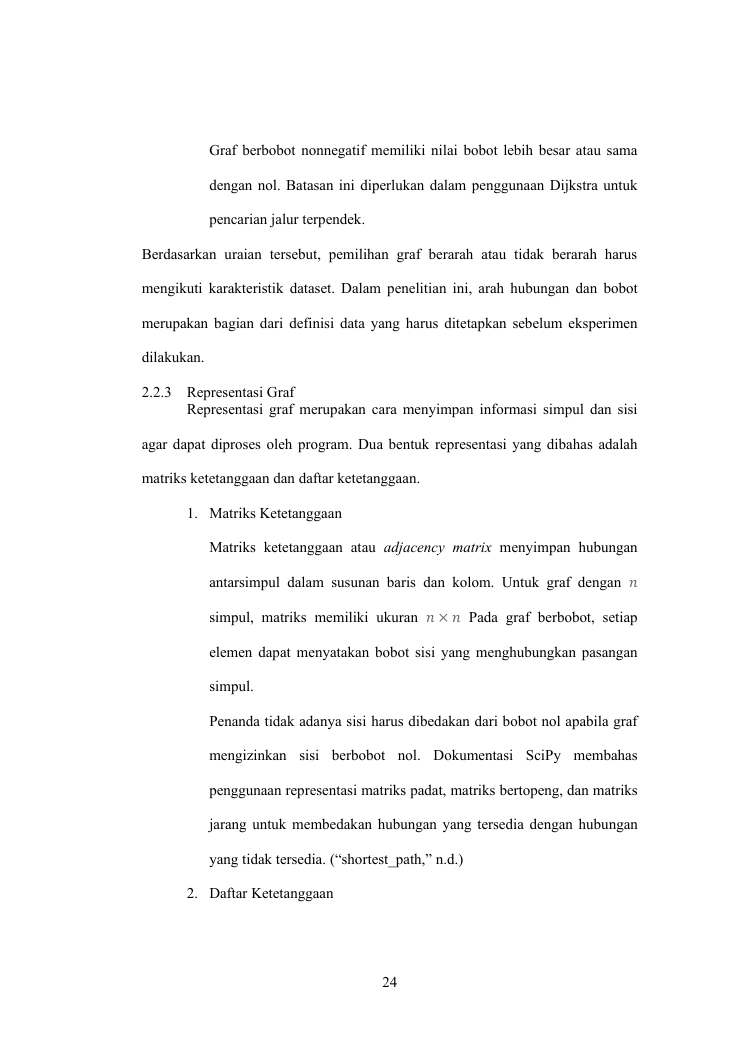 Graf berbobot nonnegatif memiliki nilai bobot lebih besar atau sama
dengan nol. Batasan ini diperlukan dalam penggunaan Dijkstra untuk
pencarian jalur terpendek.
Berdasarkan uraian tersebut, pemilihan graf berarah atau tidak berarah harus
mengikuti karakteristik dataset. Dalam penelitian ini, arah hubungan dan bobot
merupakan bagian dari definisi data yang harus ditetapkan sebelum eksperimen
dilakukan.
2.2.3 Representasi Graf
Representasi graf merupakan cara menyimpan informasi simpul dan sisi
agar dapat diproses oleh program. Dua bentuk representasi yang dibahas adalah
matriks ketetanggaan dan daftar ketetanggaan.
1. Matriks Ketetanggaan
Matriks ketetanggaan atau adjacency matrix menyimpan hubungan
antarsimpul dalam susunan baris dan kolom. Untuk graf dengan n
simpul, matriks memiliki ukuran n × n Pada graf berbobot, setiap
elemen dapat menyatakan bobot sisi yang menghubungkan pasangan
simpul.
Penanda tidak adanya sisi harus dibedakan dari bobot nol apabila graf
mengizinkan sisi berbobot nol. Dokumentasi SciPy membahas
penggunaan representasi matriks padat, matriks bertopeng, dan matriks
jarang untuk membedakan hubungan yang tersedia dengan hubungan
yang tidak tersedia. (“shortest_path,” n.d.)
2. Daftar Ketetanggaan
24